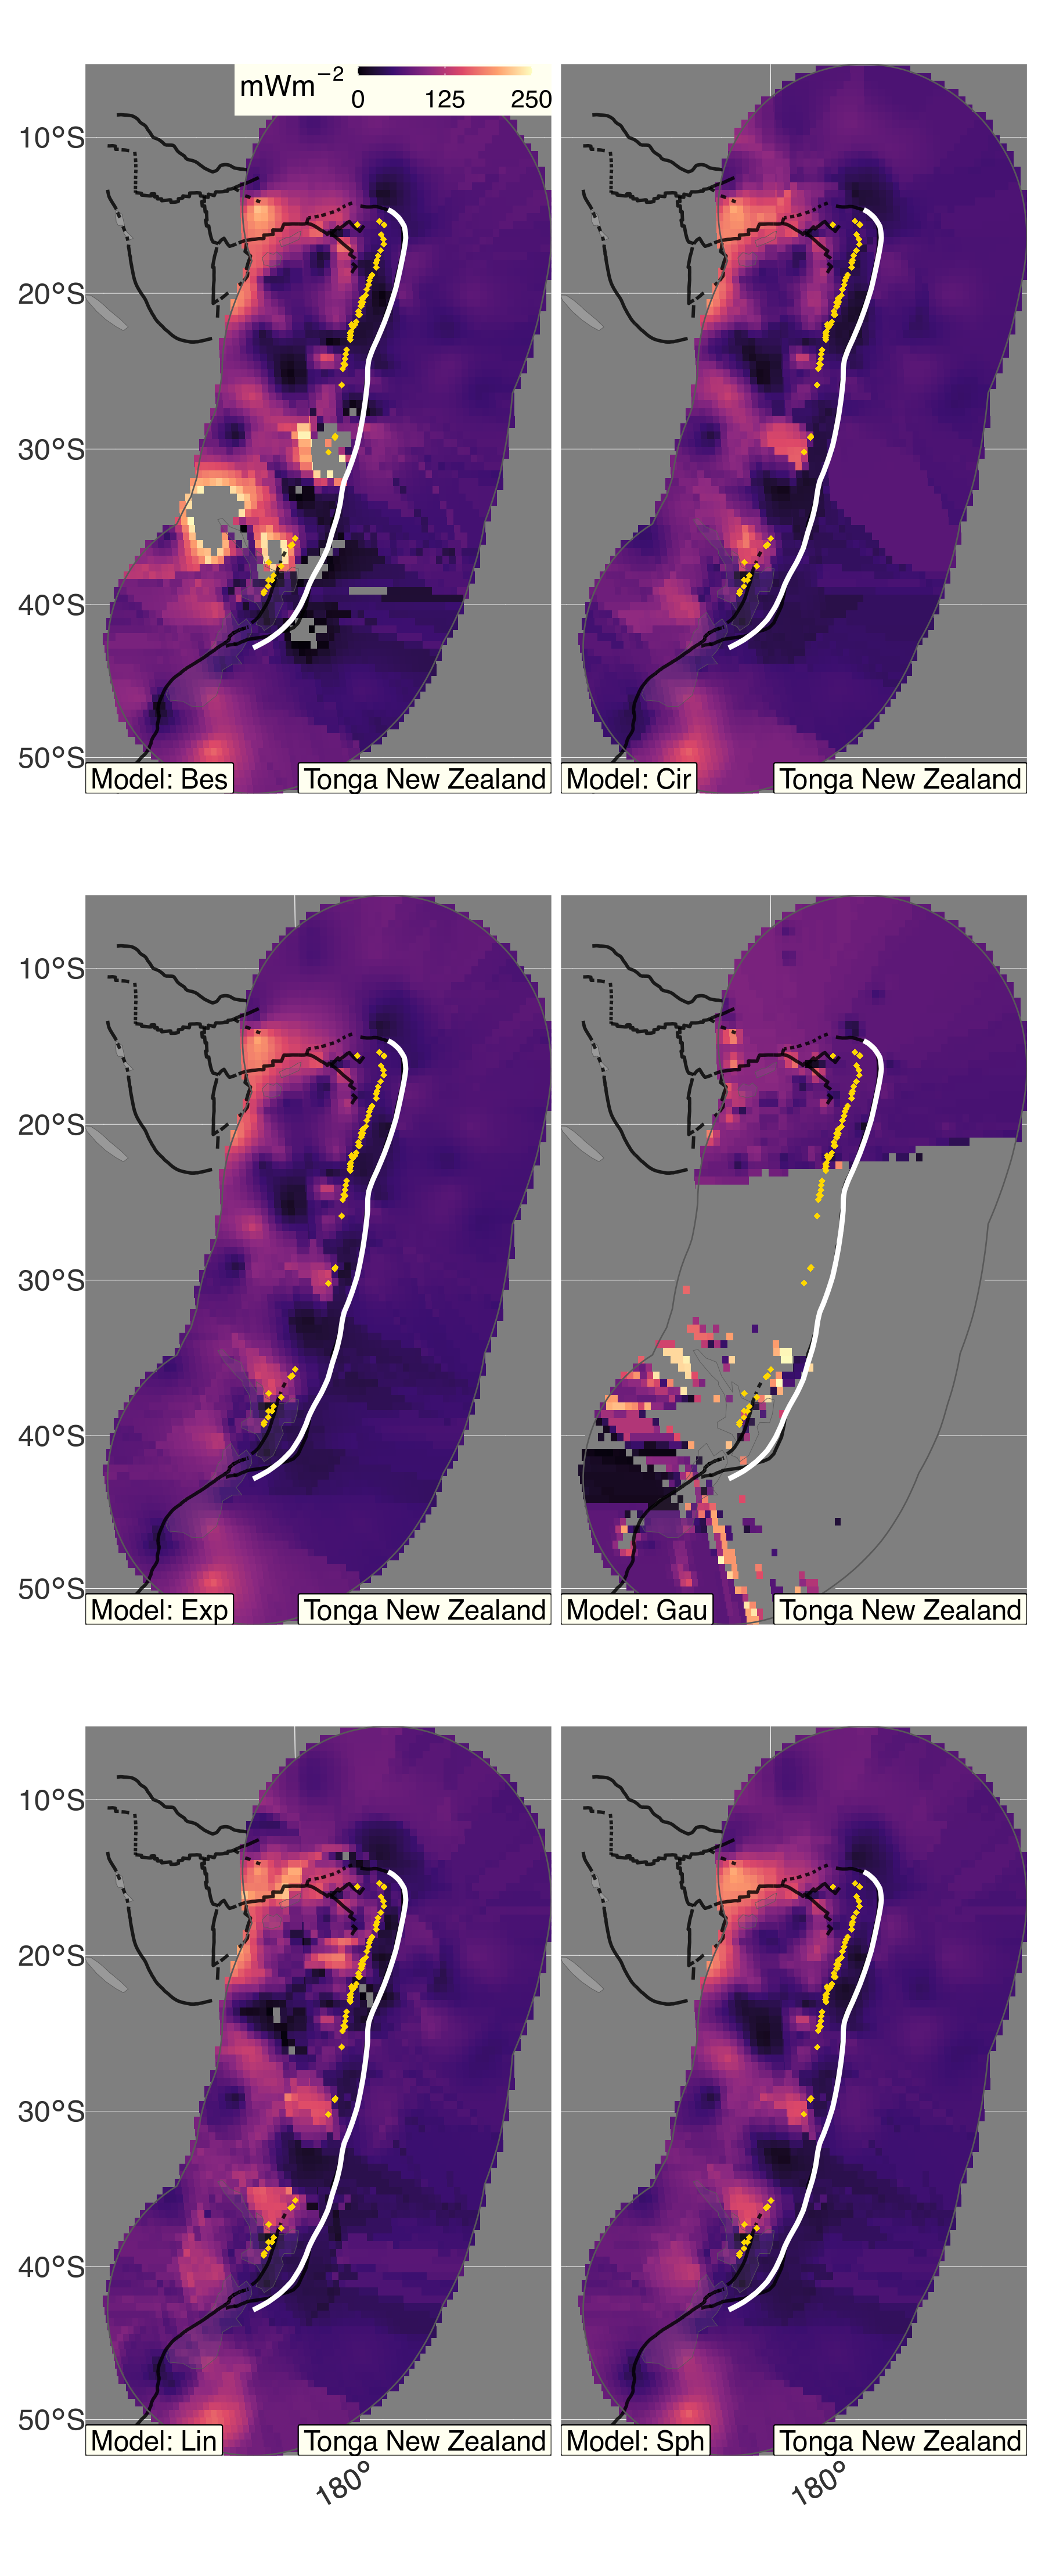 mWm−2
0 125 250
10°S
20°S
30°S
40°S
50°S
Model: Bes
Tonga New Zealand
Model: Cir
Tonga New Zealand
10°S
20°S
30°S
40°S
50°S
Model: Exp
Tonga New Zealand
Model: Gau
Tonga New Zealand
10°S
20°S
30°S
40°S
50°S
Model: Lin
Tonga New Zealand
Model: Sph
Tonga New Zealand
180°
180°